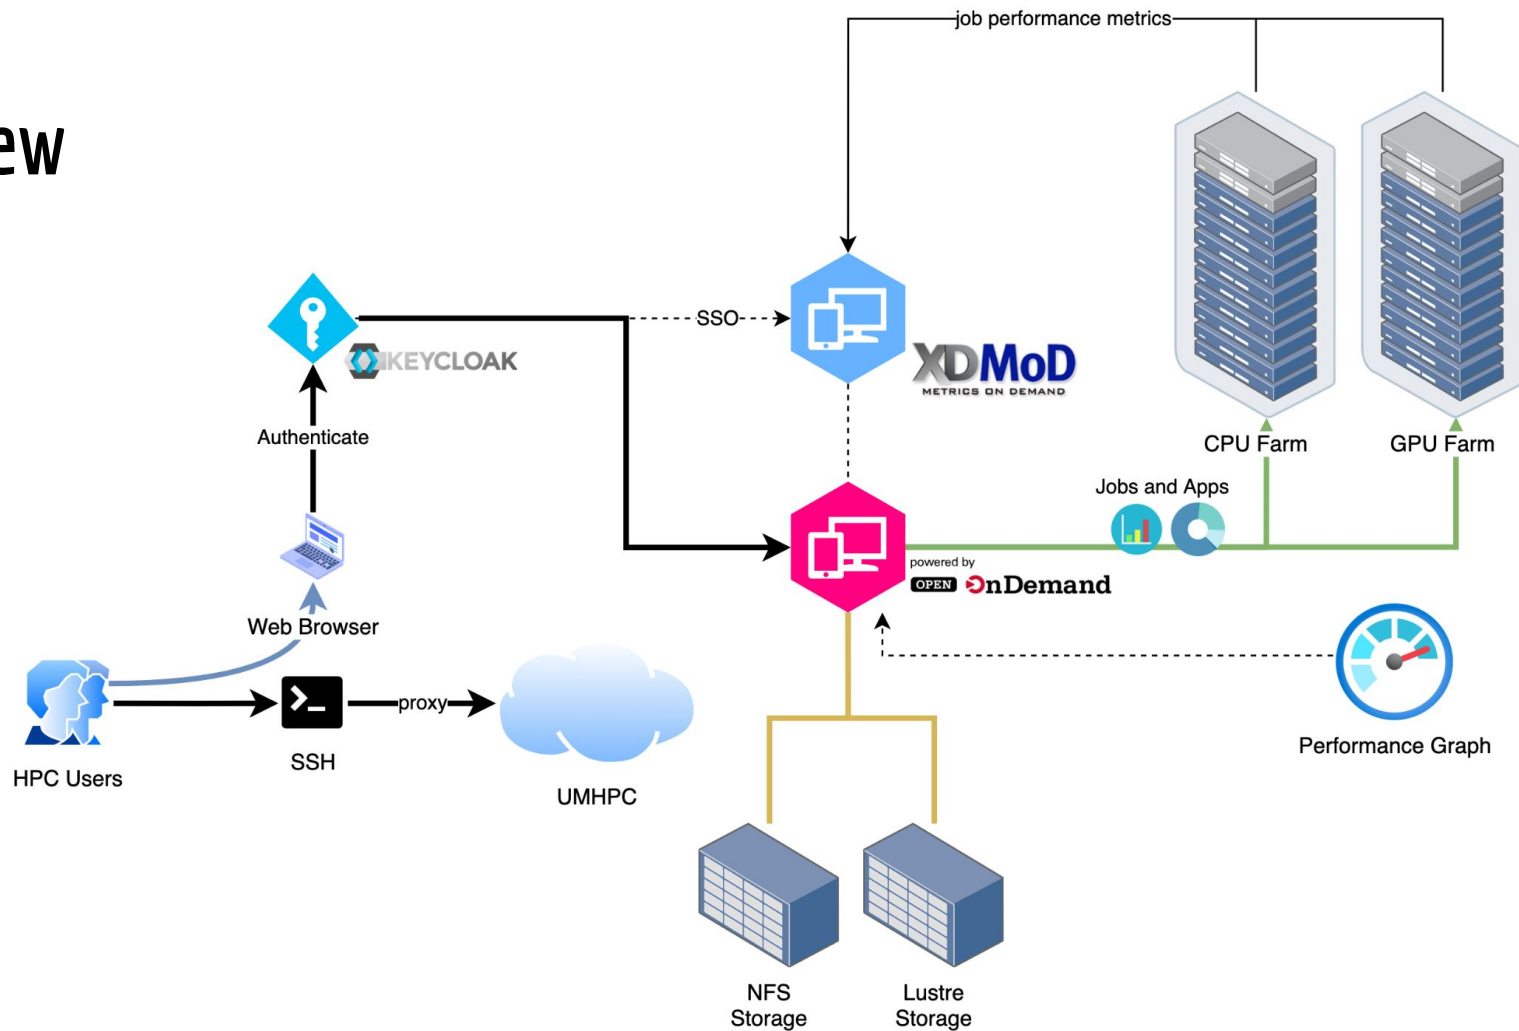 job performance metrics
ew
SSO
KEYCLOAK
XDMoD
METRICS ON DEMAND
Authenticate
CPU Farm
GPU Farm
Jobs and Apps
powered by
OPEN OnDemand
Web Browser
proxy
SSH
HPC Users
UMHPC
Performance Graph
NFS
Storage
Lustre
Storage